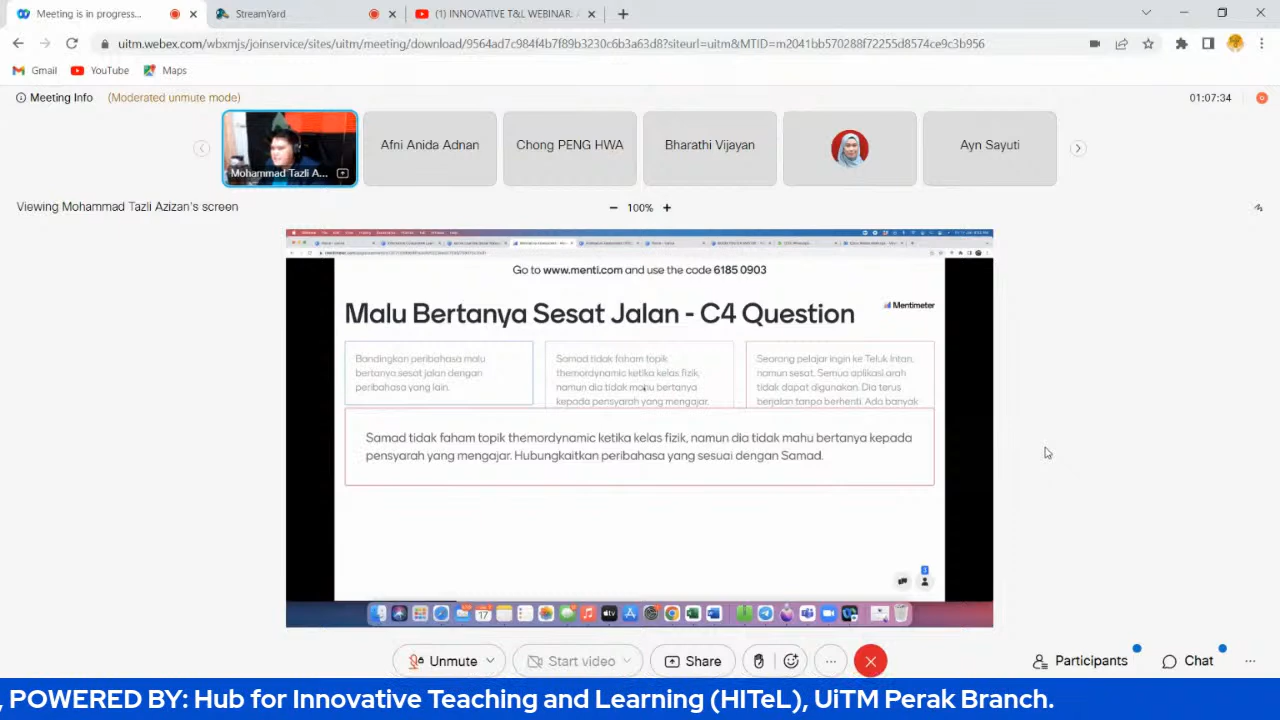 Meeting is in progress...
StreamYard
(1) INNOVATIVE T&L WEBINAR:
uitm.webex.com/wbxmjs/joinservice/sites/uitm/meeting/download/9564ad7c984f4b7f89b3230c6b3a63d8?siteurl=uitm&MTID=m2041bb570288f72255d8574ce9c3b956
Gmail
YouTube
Maps
Meeting Info
(Moderated unmute mode)
01:07:34
Mohammad Tazli A...
Afni Anida Adnan
Chong PENG HWA
Bharathi Vijayan
Ayn Sayuti
Viewing Mohammad Tazli Azizan's screen
100%
Go to www.menti.com and use the code 6185 0903
Malu Bertanya Sesat Jalan - C4 Question
Mentimeter
Bandingkan peribahasa malu
bertanya sesat jalan dengan
peribahasa yang lain.
Samad tidak faham topik
themordynamic ketika kelas fizik,
namun dia tidak mahu bertanya
kepada pensyarah yang mengajar.
Seorang pelajar ingin ke Teluk Intan,
namun sesat. Semua aplikasi arah
tidak dapat digunakan. Dia terus
berjalan tanpa berhenti. Ada banyak
Samad tidak faham topik themordynamic ketika kelas fizik, namun dia tidak mahu bertanya kepada
pensyarah yang mengajar. Hubungkaitkan peribahasa yang sesuai dengan Samad.
17
Unmute
Start video
Share
Participants
Chat
POWERED BY: Hub for Innovative Teaching and Learning (HITeL), UiTM Perak Branch.